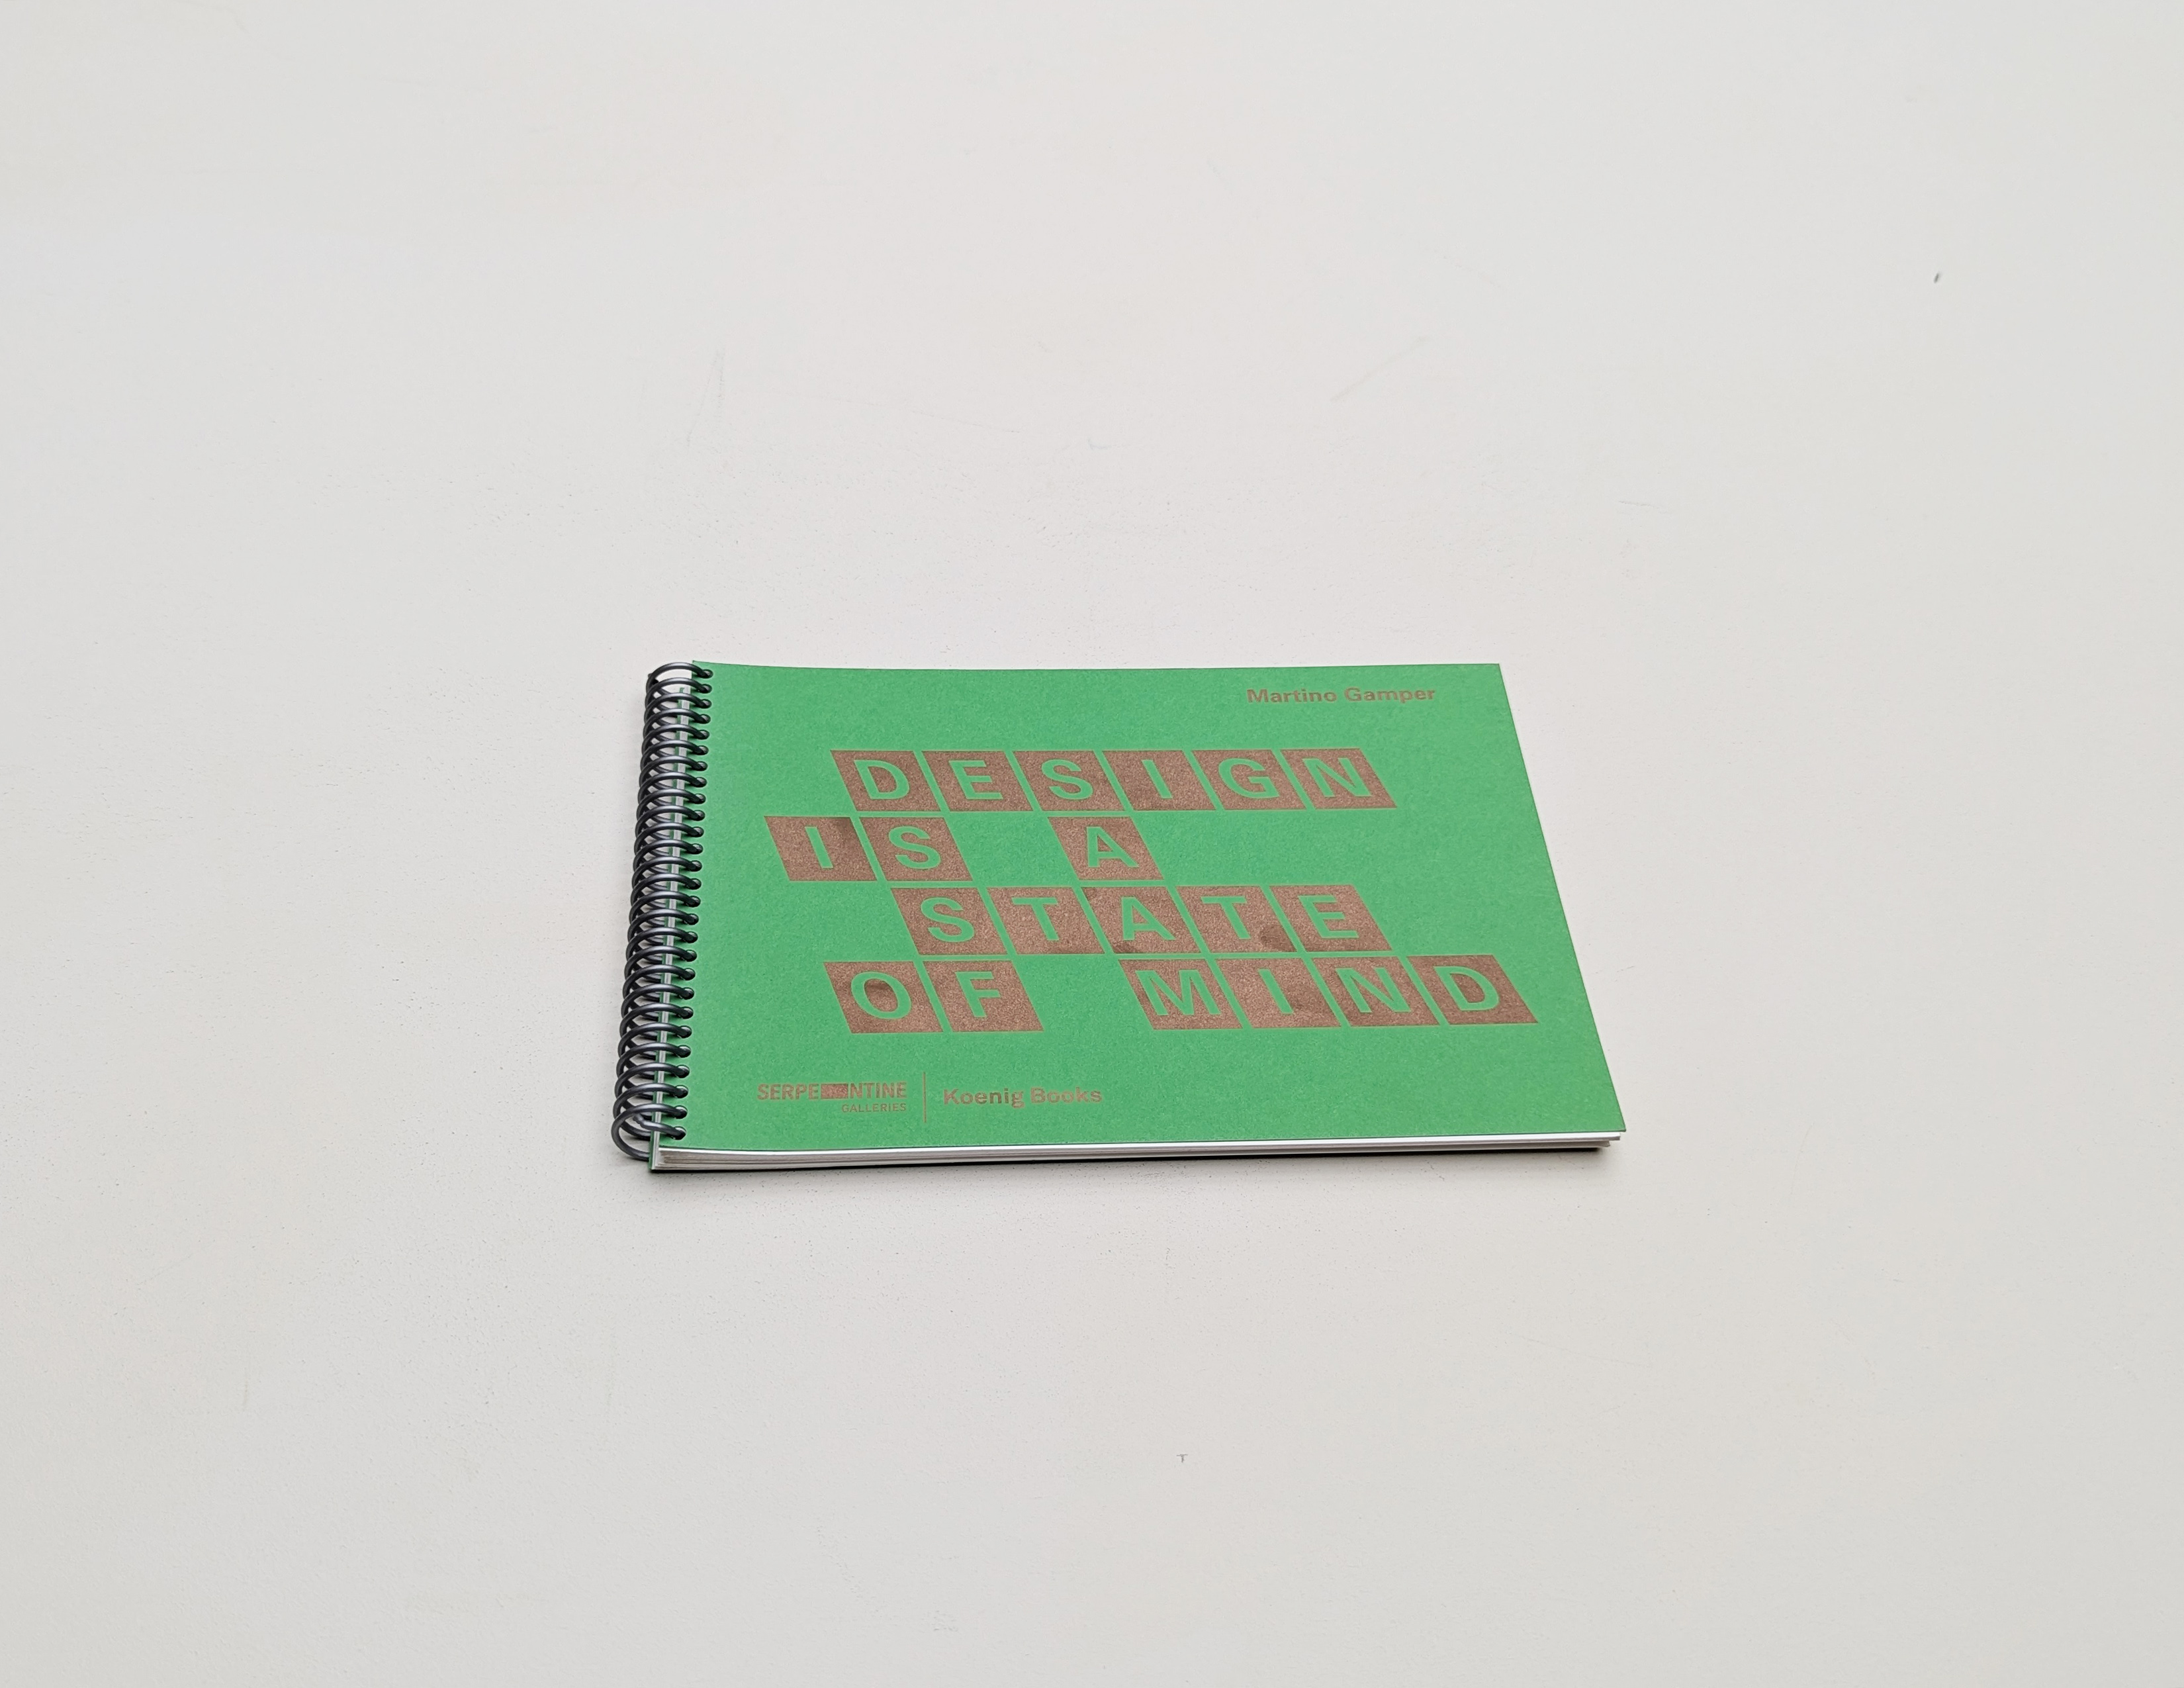 Martino Gamper
DESIGN
IS A
STATE
OF MIND
SERPENTINE
GALLERIES
Koenig Books